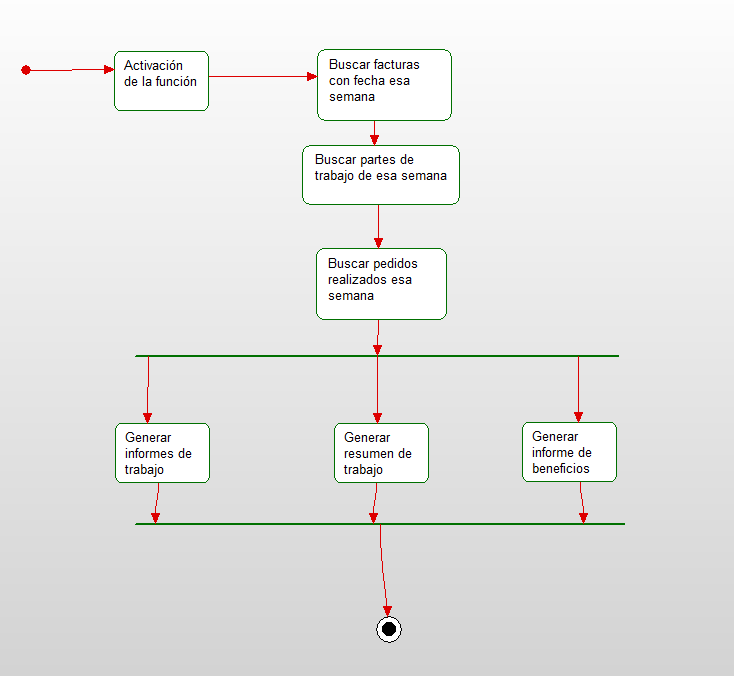 Activación
de la función
Buscar facturas
con fecha esa
semana
Buscar partes de
trabajo de esa semana
Buscar pedidos
realizados esa
semana
Generar
informes de
trabajo
Generar
resumen de
trabajo
Generar
informe de
beneficios